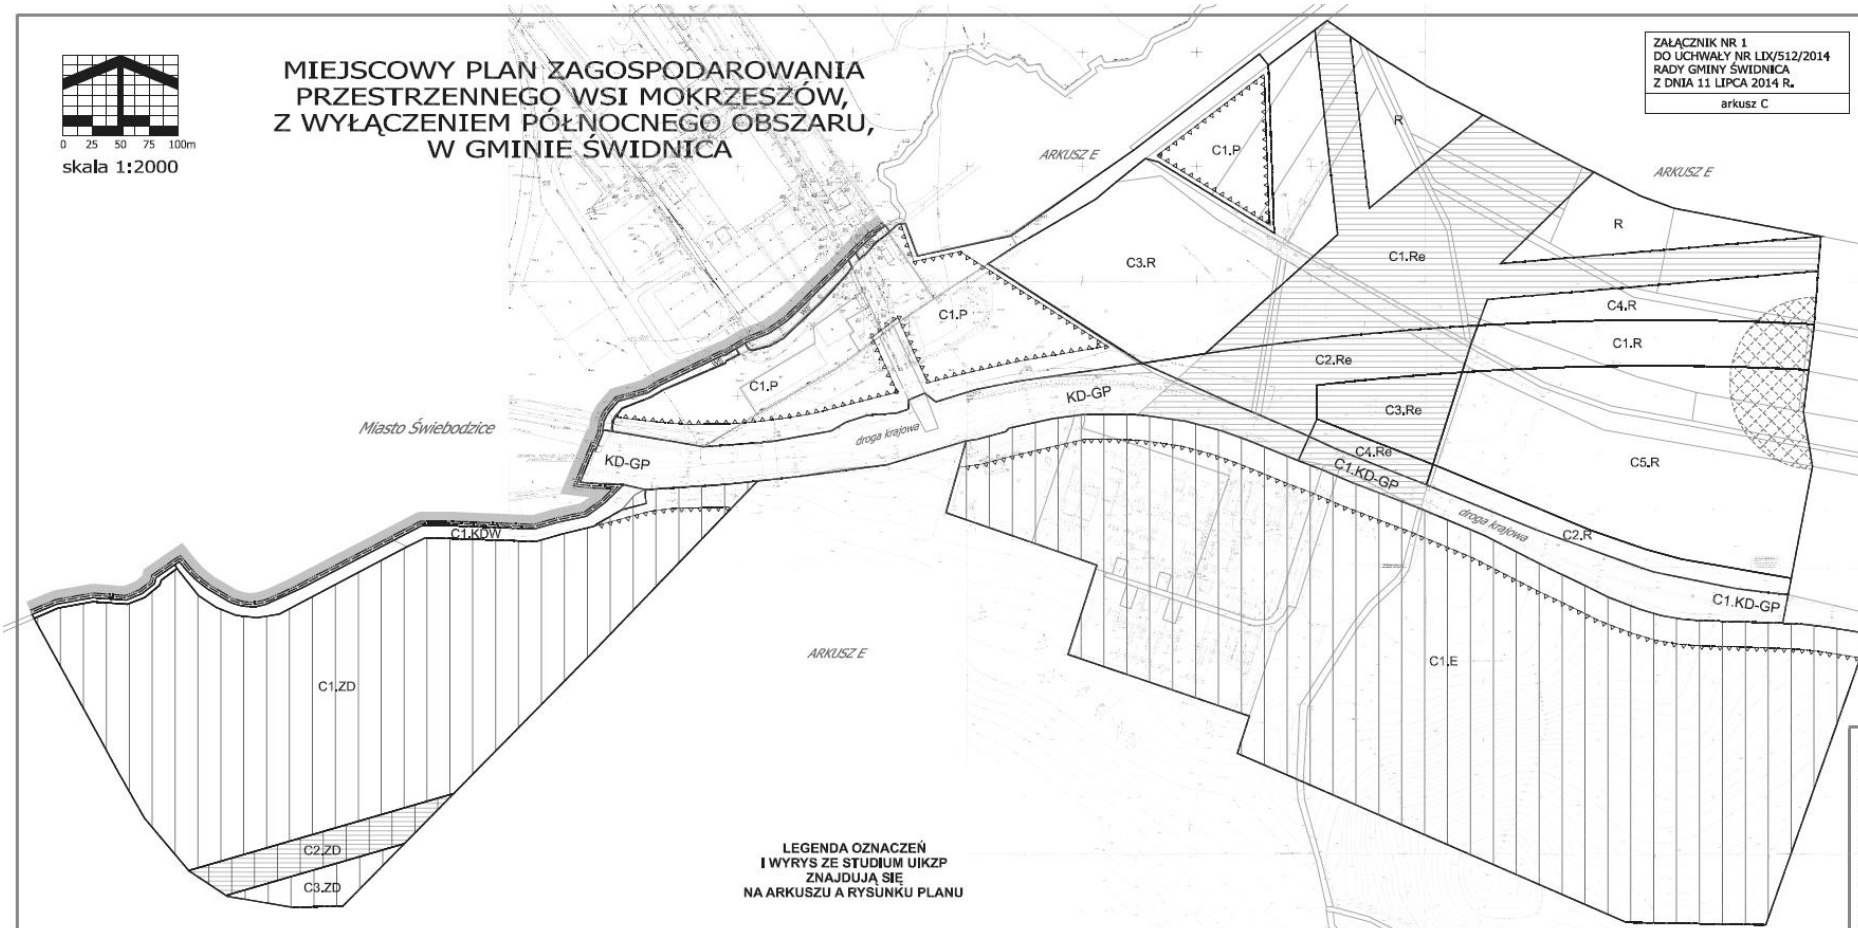 MIEJSCOWY PLAN ZAGOSPODAROWANIA
PRZESTRZENNEGO WSI MOKRZESZÓW,
Z WYŁĄCZENIEM PÓŁNOCNEGO OBSZARU,
W GMINIE ŚWIDNICA
0 25 50 75 100m
skala 1:2000
ZAŁĄCZNIK NR 1
DO UCHWAŁY NR LIX/512/2014
RADY GMINY ŚWIDNICA
Z DNIA 11 LIPCA 2014 R.
arkusz C
R
C1.P
ARKUSZ E
ARKUSZ E
R
C1.Re
C3.R
C4.R
C1.P
C1.R
C2.Re
C1.P
KD-GP
C3.Re
Miasto Świebodzice
droga krajowa
C4.Re
KD-GP
C5.R
C1.KD-GP
droga krajowa
C1.KDW
C2.R
C1.KD-GP
ARKUSZ E
C1.E
C1.ZD
C2.ZD
C3.ZD
LEGENDA OZNACZEŃ
I WYRYS ZE STUDIUM UIKZP
ZNAJDUJĄ SIĘ
NA ARKUSZU A RYSUNKU PLANU